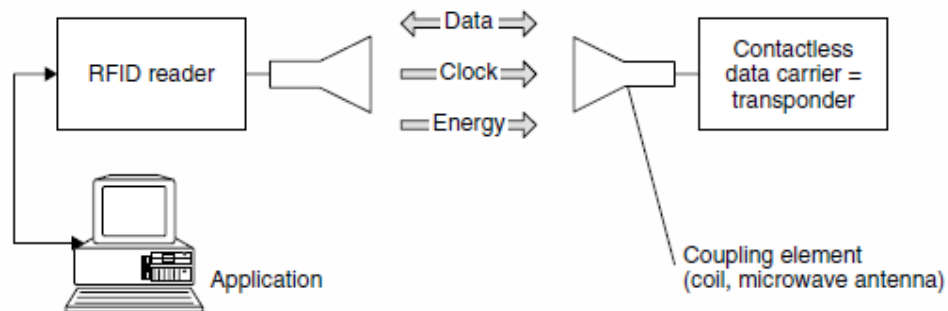 RFID reader
Data
Clock
Energy
Contactless
data carrier =
transponder
Application
Coupling element
(coil, microwave antenna)